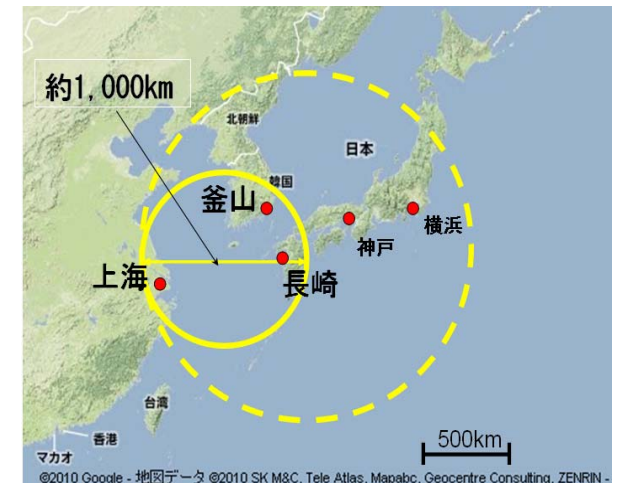 約1,000km
北朝鮮
日本
韓国
釜山
横浜
神戸
上海
長崎
台湾
香港
マカオ
500km
©2010 Google - 地図データ ©2010 SK M&C, Tele Atlas, Mapabc, Geocentre Consulting, ZENRIN -